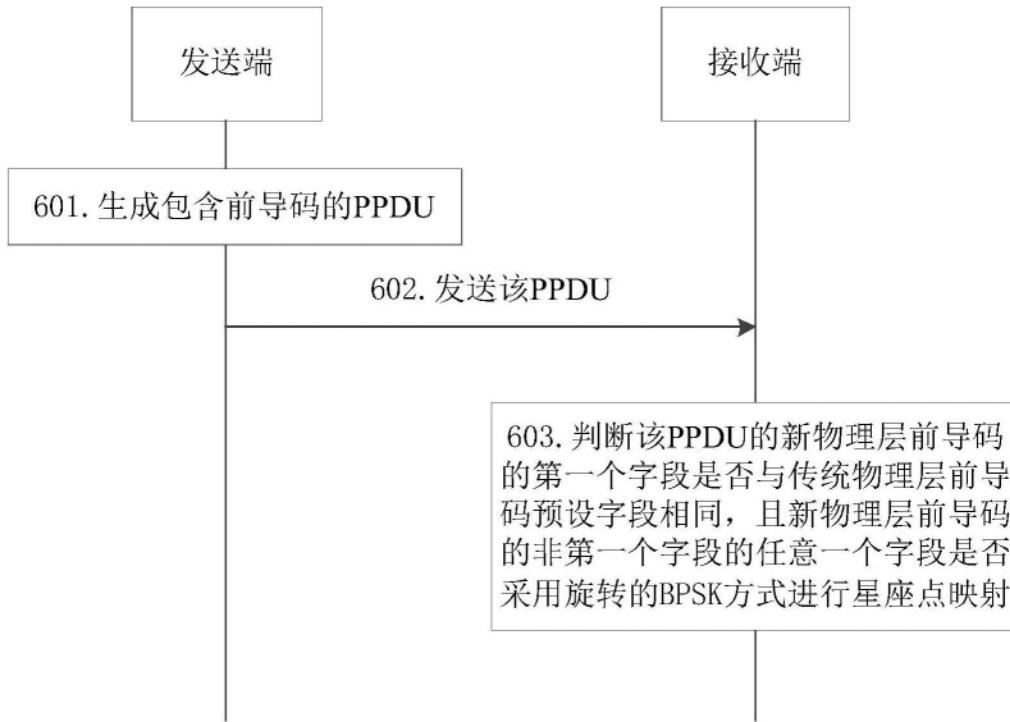 发送端
接收端
601.生成包含前导码的PPDU
602.发送该PPDU
603.判断该PPDU的新物理层前导码
的第一个字段是否与传统物理层前导
码预设字段相同，且新物理层前导码
的非第一个字段的任意一个字段是否
采用旋转的BPSK方式进行星座点映射